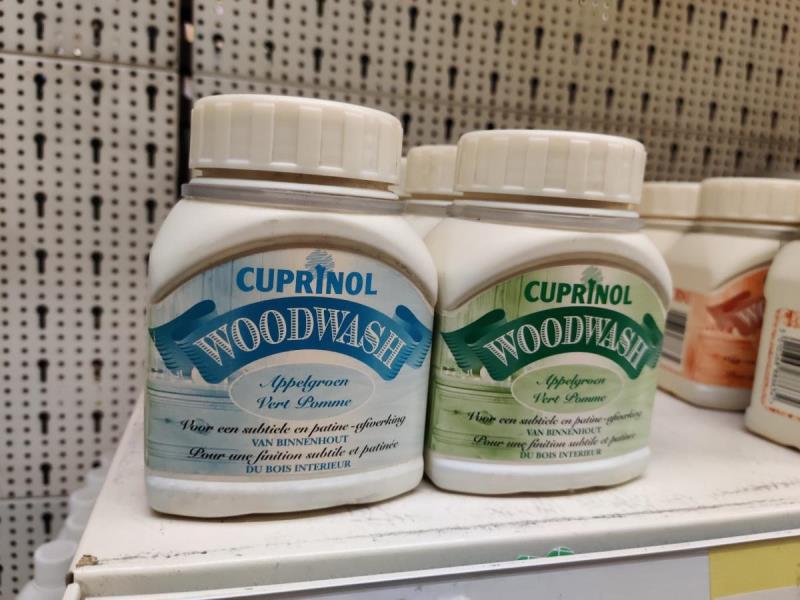 CUPRINOL
WOODWASH
Appelgroen
Vert Pomme
Voor een subtiele en patine-afwerking
VAN BINNENHOUT
Pour une finition subtile et patinée
DU BOIS INTERIEUR
CUPRINOL
WOODWASH
Appelgroen
Vert Pomme
Voor een subtiele en patine-afwerking
VAN BINNENHOUT
Pour une finition subtile et patinée
DU BOIS INTERIEUR